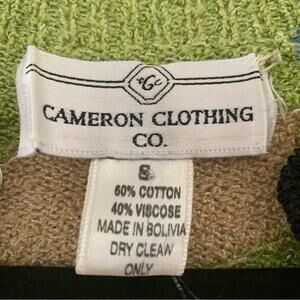 CAMERON CLOTHING
CO.
S
60% COTTON
40% VISCOSE
MADE IN BOLIVIA
DRY CLEAN
ONLY